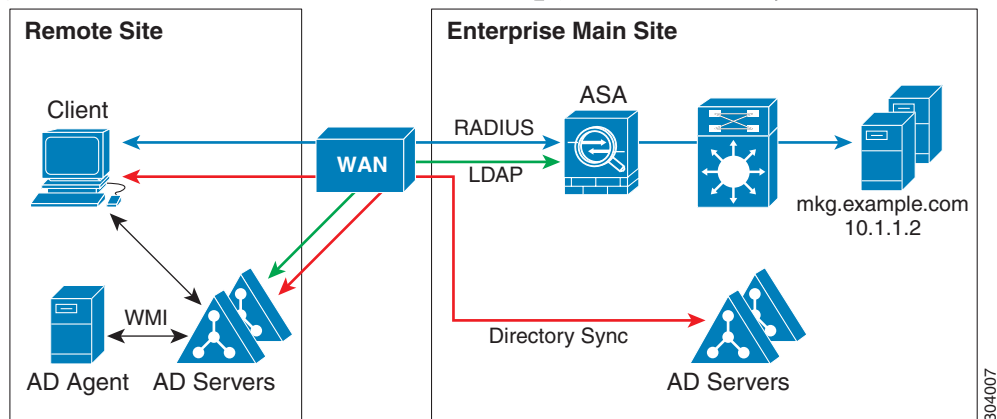 Remote Site
Enterprise Main Site
Client
ASA
RADIUS
WAN
LDAP
mkg.example.com
10.1.1.2
WMI
Directory Sync
AD Agent
AD Servers
AD Servers
304007